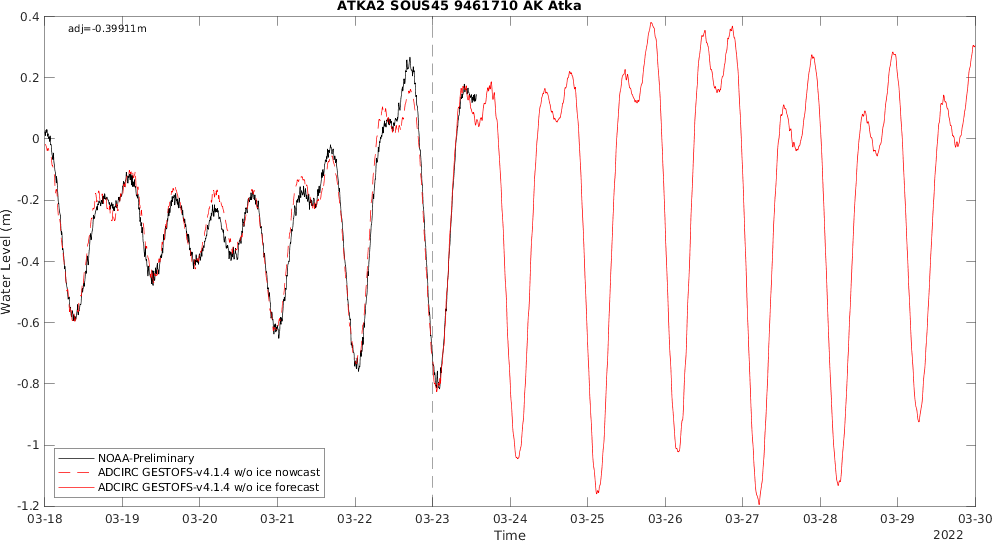 ATKA2 SOUS45 9461710 AK Atka
adj=-0.39911m
0.4
0.2
0
-0.2
-0.4
-0.6
-0.8
-1
-1.2
Water Level (m)
NOAA-Preliminary
ADCIRC GESTOFS-v4.1.4 w/o ice nowcast
ADCIRC GESTOFS-v4.1.4 w/o ice forecast
03-18 03-19 03-20 03-21 03-22 03-23 03-24 03-25 03-26 03-27 03-28 03-29 03-30
Time
2022